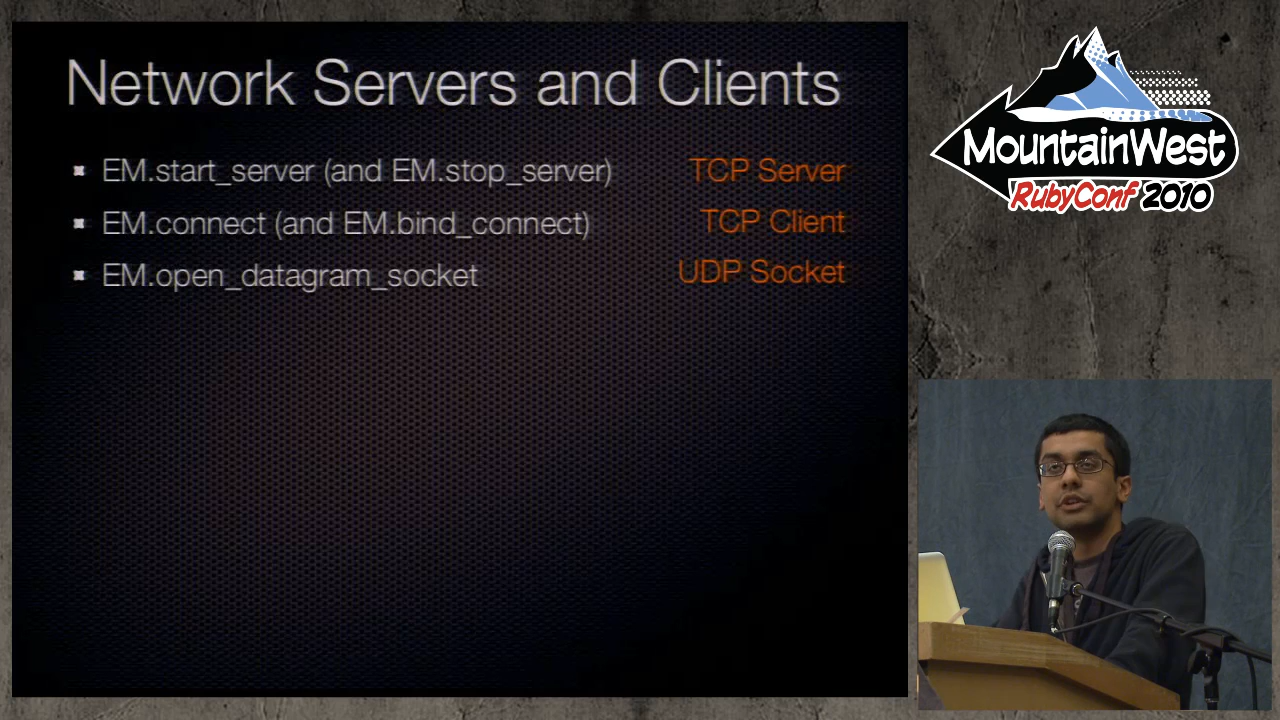 Network Servers and Clients
EM.start_server (and EM.stop_server) TCP Server
EM.connect (and EM.bind_connect) TCP Client
EM.open_datagram_socket UDP Socket
MountainWest
RubyConf 2010